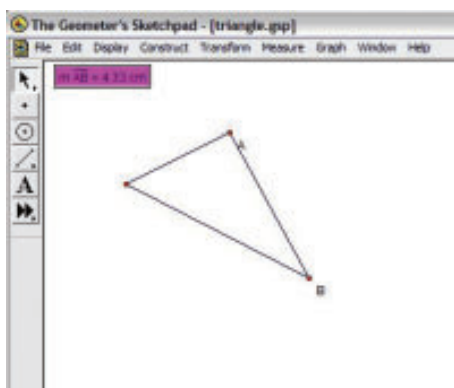 The Geometer's Sketchpad - [triangle.gsp]
File Edit Display Construct Transform Measure Graph Window Help
m AB = 4.33 cm
A
A
B